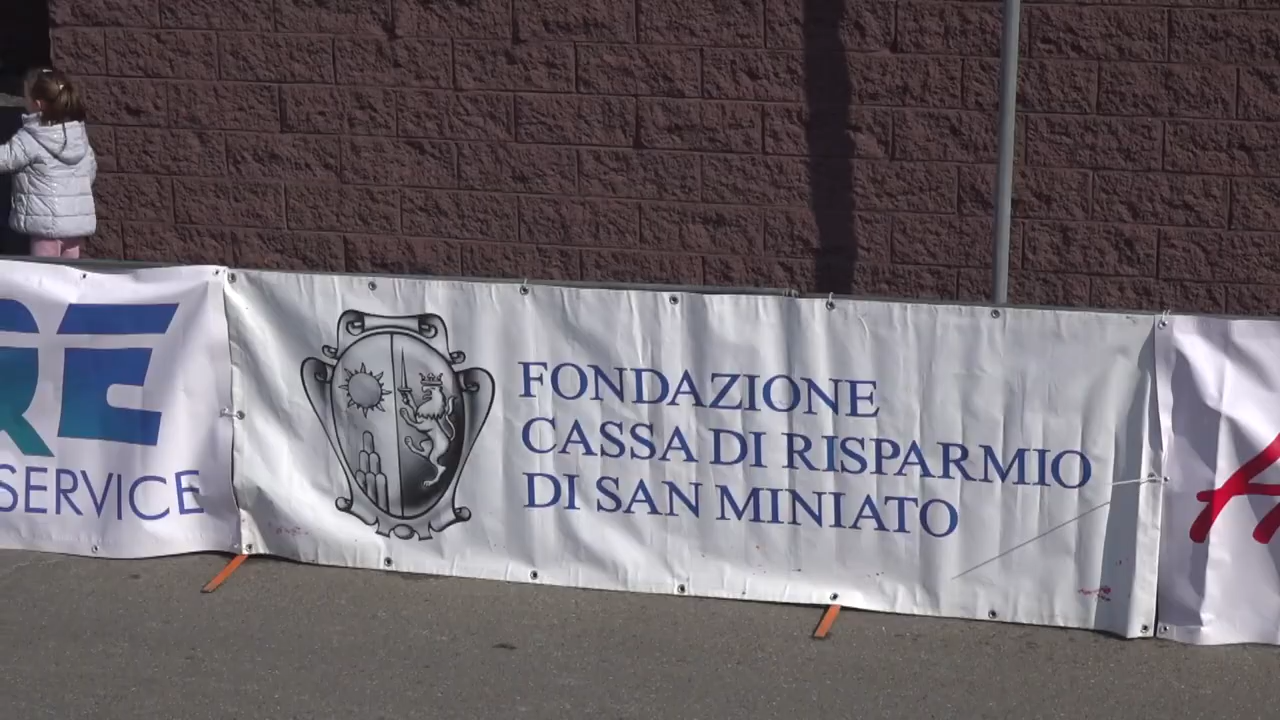 RE
SERVICE
FONDAZIONE
CASSA DI RISPARMIO
DI SAN MINIATO